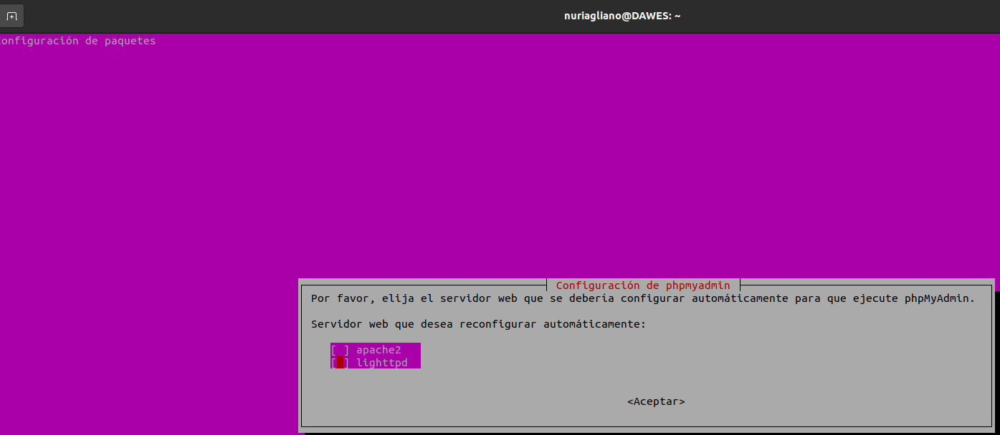 nuriagliano@DAWES: ~
Configuración de paquetes
Configuración de phpmyadmin
Por favor, elija el servidor web que se debería configurar automáticamente para que ejecute phpMyAdmin.
Servidor web que desea reconfigurar automáticamente:
[ ] apache2
[ ] lighttpd
<Aceptar>